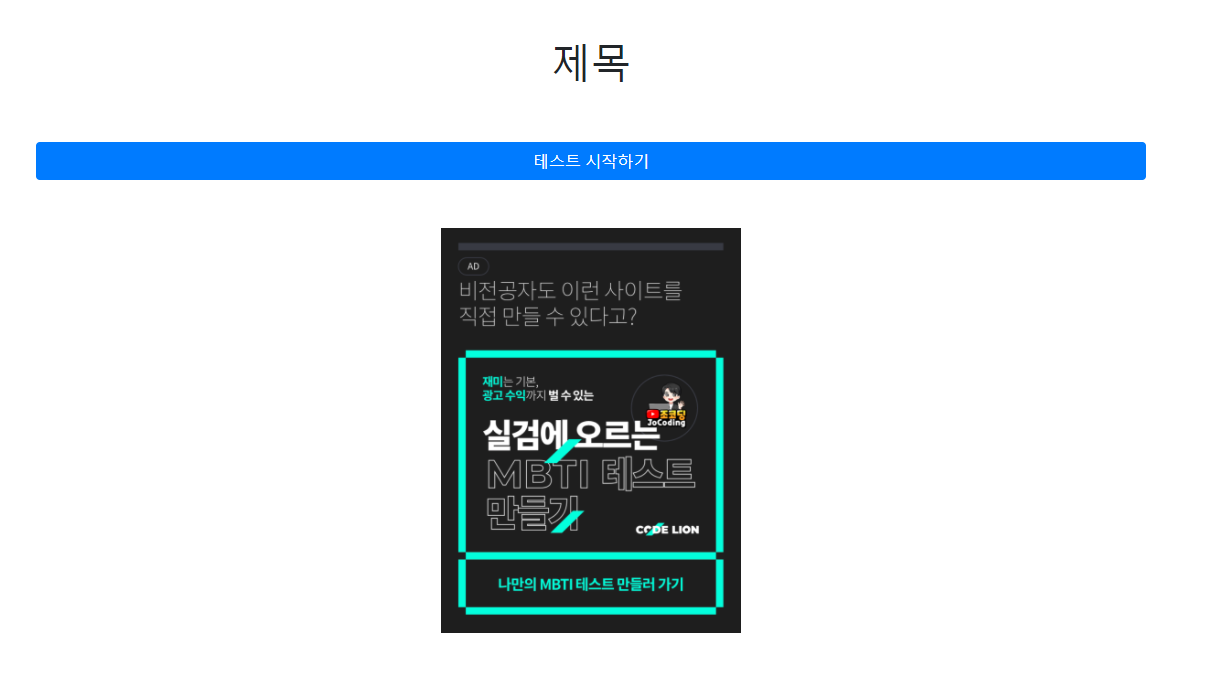 제목
테스트 시작하기
AD
비전공자도 이런 사이트를
직접 만들 수 있다고?
재미는 기본,
광고 수익까지 벌 수 있는
조코딩
JoCoding
실검에 오르는
MBTI 테스트
만들기
CODE LION
나만의 MBTI 테스트 만들러 가기